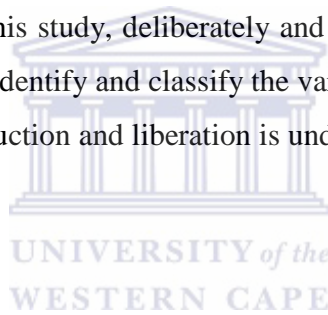 his study, deliberately and
dentify and classify the va
uction and liberation is und
UNIVERSITY of the
WESTERN CAPE